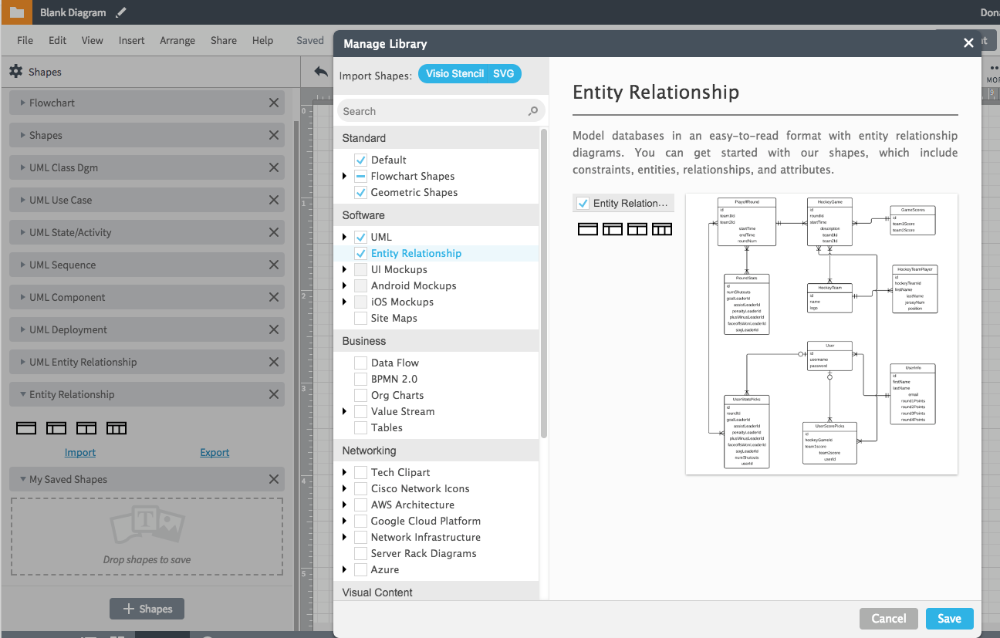 Blank Diagram
File Edit View Insert Arrange Share Help Saved
Shapes
Flowchart
Shapes
UML Class Dgm
UML Use Case
UML State/Activity
UML Sequence
UML Component
UML Deployment
UML Entity Relationship
Entity Relationship
Import Export
My Saved Shapes
T
Drop shapes to save
+ Shapes
0
1
2
3
4
5
Manage Library
Import Shapes: Visio Stencil SVG
Search
Standard
Default
Flowchart Shapes
Geometric Shapes
Software
UML
Entity Relationship
UI Mockups
Android Mockups
iOS Mockups
Site Maps
Business
Data Flow
BPMN 2.0
Org Charts
Value Stream
Tables
Networking
Tech Clipart
Cisco Network Icons
AWS Architecture
Google Cloud Platform
Network Infrastructure
Server Rack Diagrams
Azure
Visual Content
Entity Relationship
Model databases in an easy-to-read format with entity relationship
diagrams. You can get started with our shapes, which include
constraints, entities, relationships, and attributes.
Entity Relation...
PlayoffRound
id
team1Id
team2Id
startTime
endTime
roundNum
HockeyGame
id
roundId
startTime
description
team1Id
team2Id
GameScores
id
team1Score
team2Score
RoundStats
id
numShutouts
goalLeaderId
assistLeaderId
penaltyLeaderId
plusMinusLeaderId
faceoffsWonLeaderId
sogLeaderId
HockeyTeam
id
name
logo
HockeyTeamPlayer
id
hockeyTeamId
firstName
lastName
jerseyNum
position
User
id
username
password
UserInfo
id
firstName
lastName
email
round1Points
round2Points
round3Points
round4Points
UserStatsPicks
id
roundId
goalLeaderId
assistLeaderId
penaltyLeaderId
plusMinusLeaderId
faceoffsWonLeaderId
sogLeaderId
numShutouts
userId
UserScorePicks
id
hockeyGameId
team1score
team2score
userId
Cancel Save
Dona
MOR
9